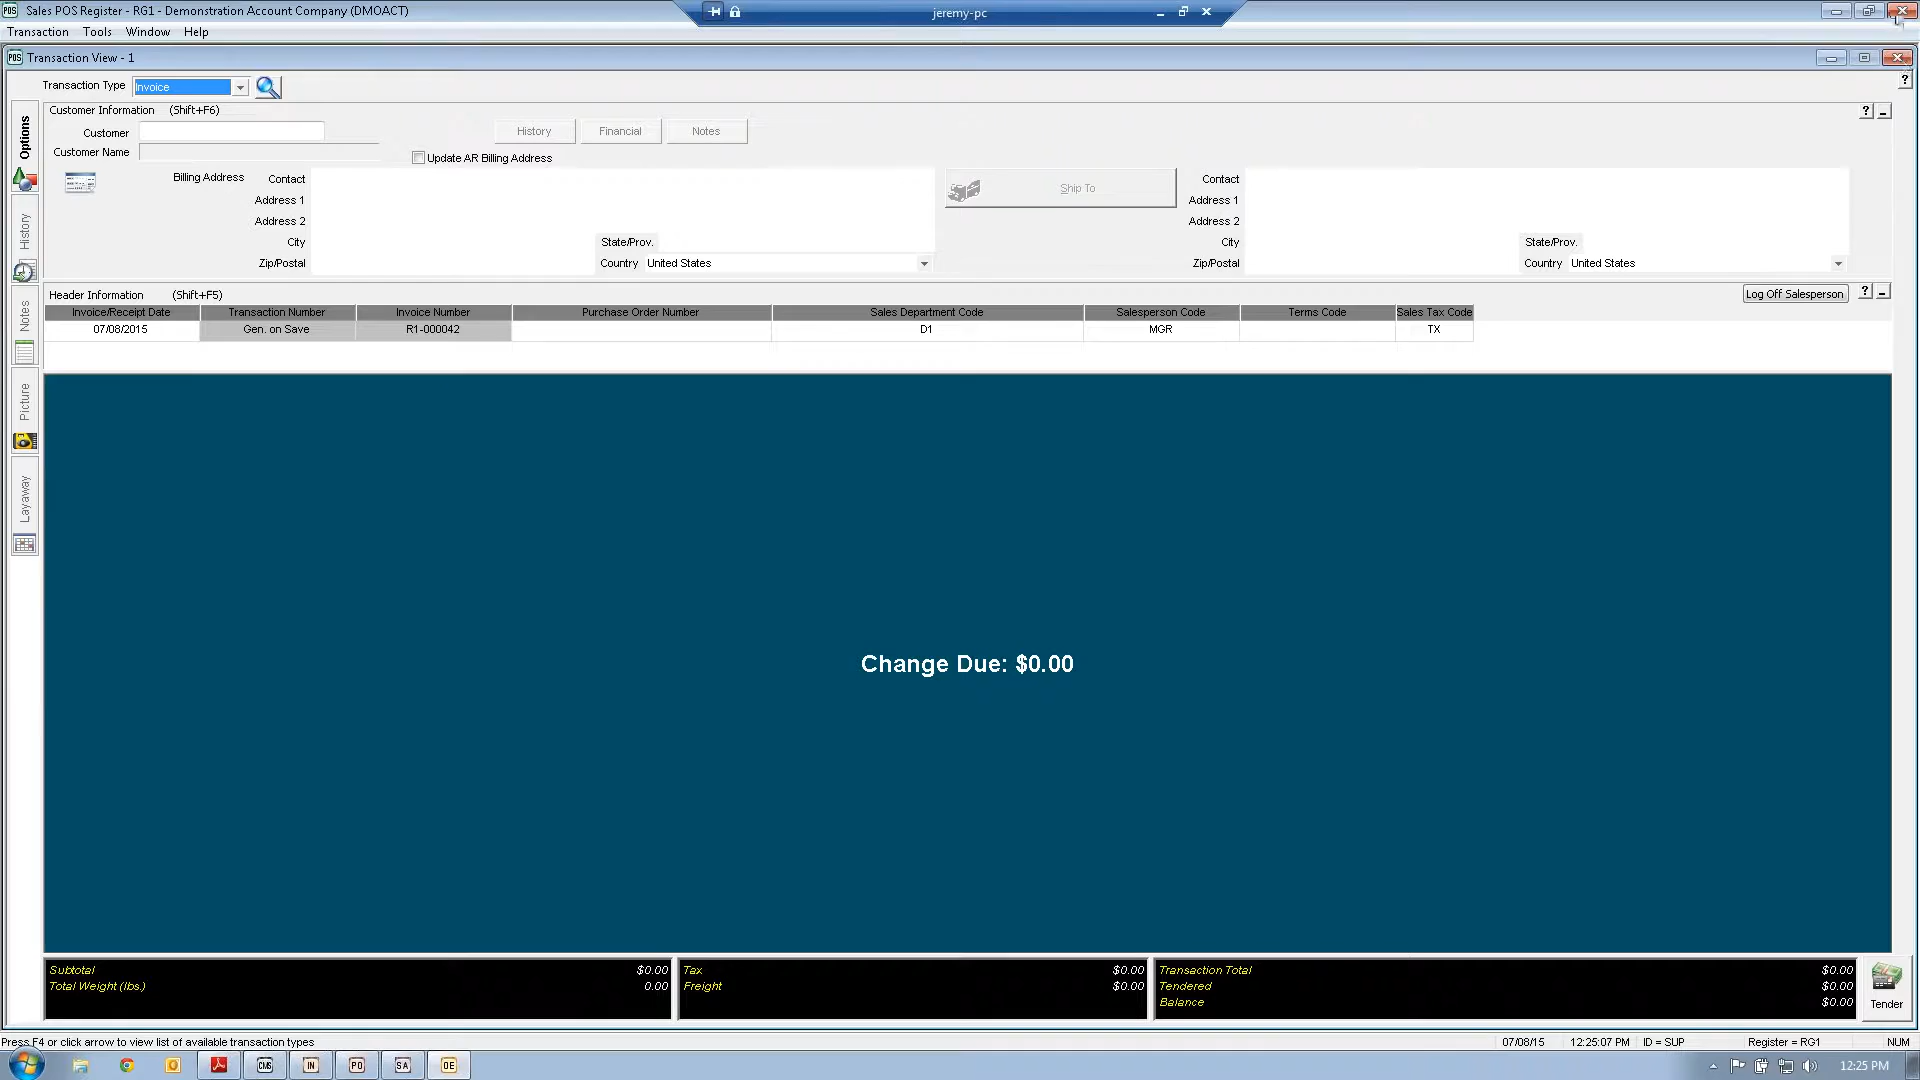 POS Sales POS Register - RG1 - Demonstration Account Company (DMOACT)
jeremy-pc
Transaction Tools Window Help
POS Transaction View - 1
Transaction Type Invoice
?
Customer Information (Shift+F6)
?
Customer
History Financial Notes
Customer Name
Update AR Billing Address
Billing Address Contact
Ship To
Contact
Address 1
Address 1
Address 2
Address 2
City State/Prov.
City State/Prov.
Zip/Postal Country United States
Zip/Postal Country United States
Options
History
Notes
Picture
Layaway
Header Information (Shift+F5)
Log Off Salesperson ?
Invoice/Receipt Date Transaction Number Invoice Number Purchase Order Number Sales Department Code Salesperson Code Terms Code Sales Tax Code
07/08/2015 Gen. on Save R1-000042 D1 MGR TX
Change Due: $0.00
Subtotal $0.00
Total Weight (lbs.) 0.00
Tax $0.00
Freight $0.00
Transaction Total $0.00
Tendered $0.00
Balance $0.00
Tender
Press F4 or click arrow to view list of available transaction types
07/08/15 12:25:07 PM ID = SUP Register = RG1 NUM
CMS IN PO SA OE
12:25 PM